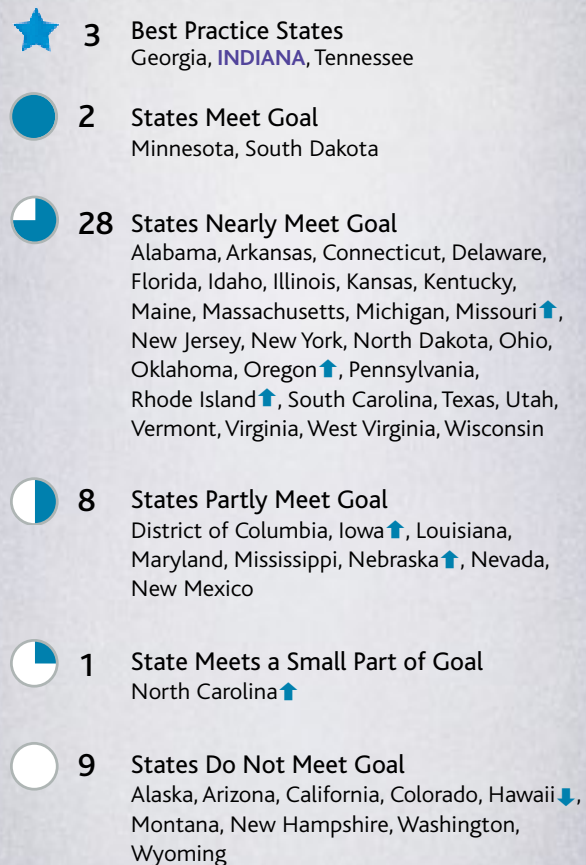 3 Best Practice States
Georgia, INDIANA, Tennessee
2 States Meet Goal
Minnesota, South Dakota
28 States Nearly Meet Goal
Alabama, Arkansas, Connecticut, Delaware,
Florida, Idaho, Illinois, Kansas, Kentucky,
Maine, Massachusetts, Michigan, Missouri⬆,
New Jersey, New York, North Dakota, Ohio,
Oklahoma, Oregon⬆, Pennsylvania,
Rhode Island⬆, South Carolina, Texas, Utah,
Vermont, Virginia, West Virginia, Wisconsin
8 States Partly Meet Goal
District of Columbia, Iowa⬆, Louisiana,
Maryland, Mississippi, Nebraska⬆, Nevada,
New Mexico
1 State Meets a Small Part of Goal
North Carolina⬆
9 States Do Not Meet Goal
Alaska, Arizona, California, Colorado, Hawaii⬇,
Montana, New Hampshire, Washington,
Wyoming